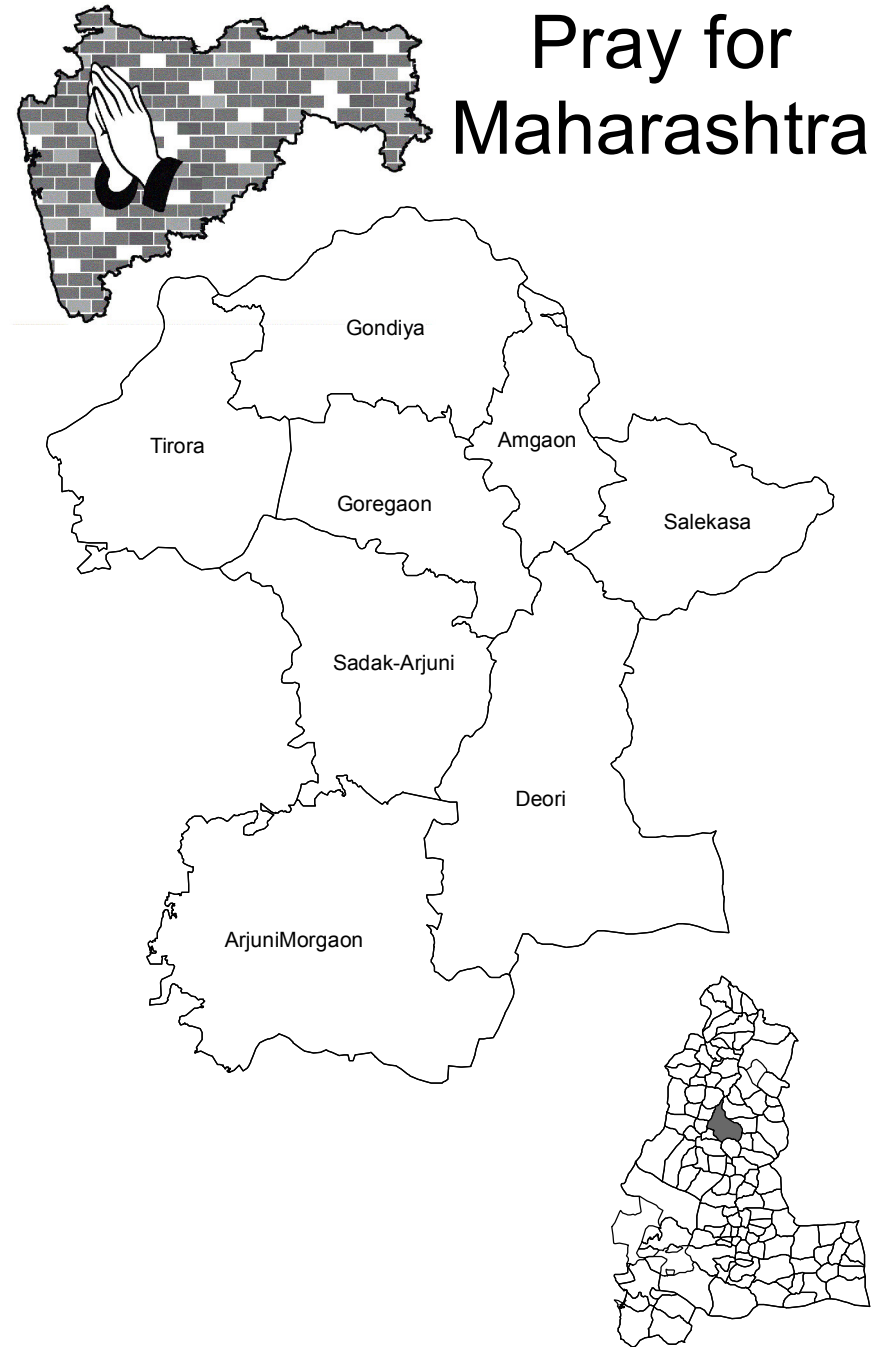 Pray for
Maharashtra
Gondiya
Tirora
Amgaon
Goregaon
Salekasa
Sadak-Arjuni
Deori
ArjuniMorgaon